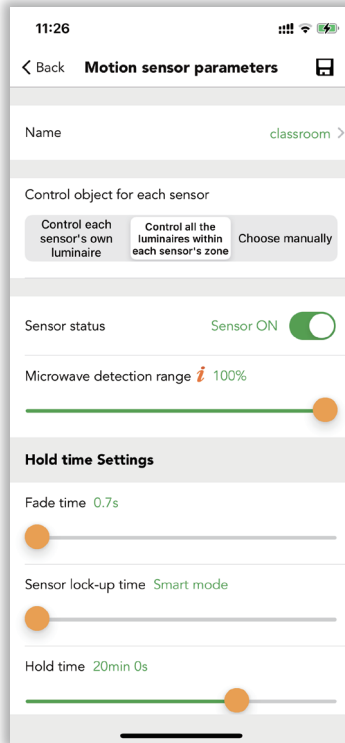 11:26
Back Motion sensor parameters
Name classroom
Control object for each sensor
Control each
sensor's own
luminaire
Control all the
luminaires within
each sensor's zone
Choose manually
Sensor status Sensor ON
Microwave detection range i 100%
Hold time Settings
Fade time 0.7s
Sensor lock-up time Smart mode
Hold time 20min 0s